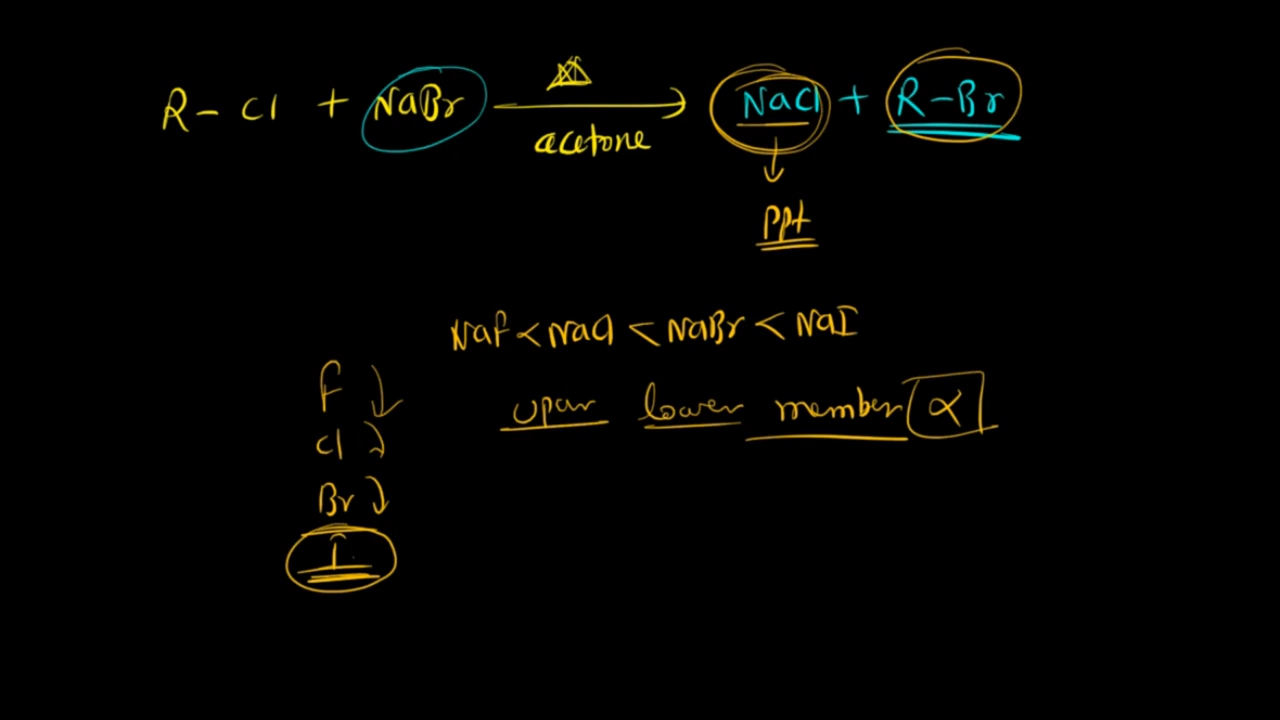 R - Cl + NaBr Δ acetone → NaCl + R-Br
↓
ppt
NaF < NaCl < NaBr < NaI
F
upar lower member α
Cl
Br
I